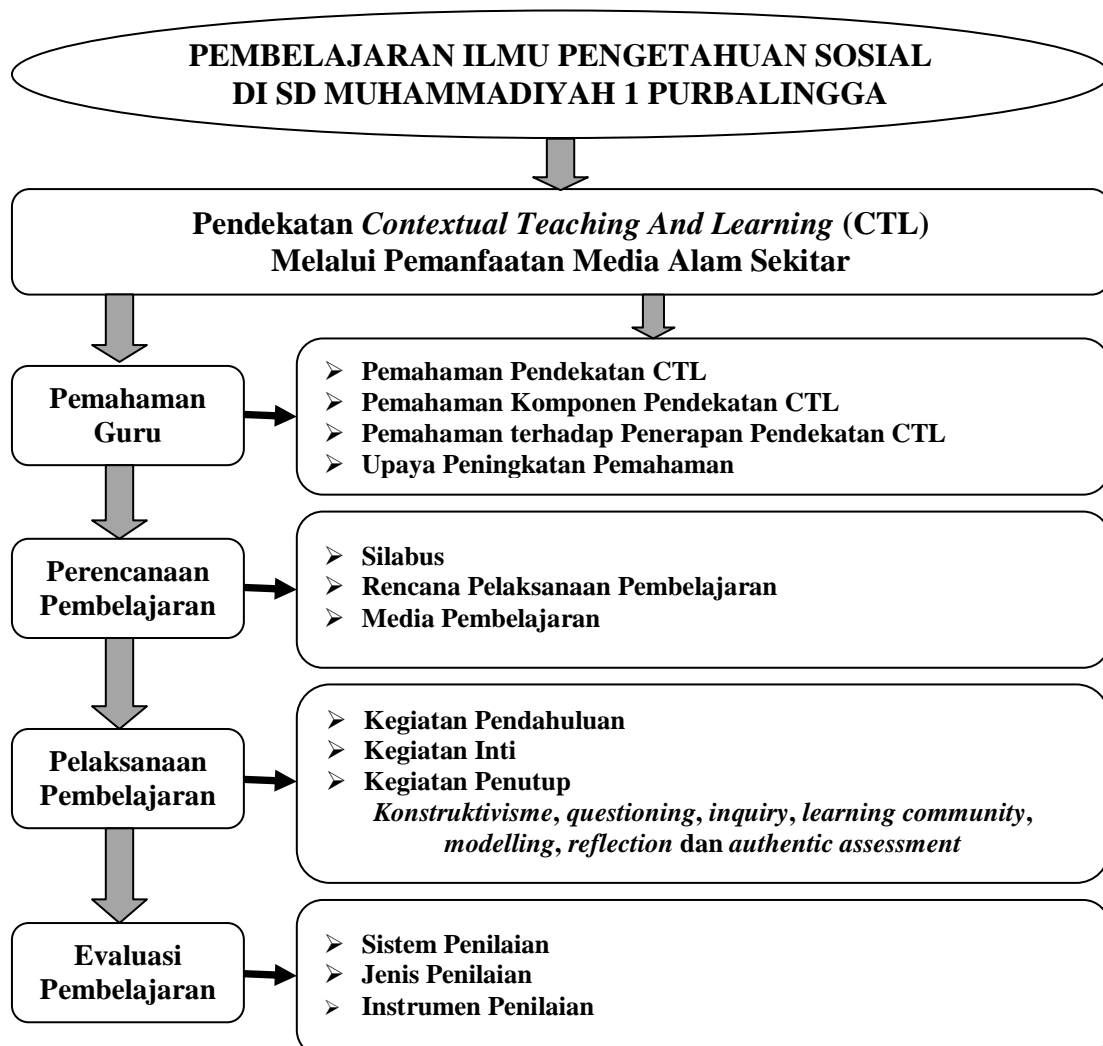 PEMBELAJARAN ILMU PENGETAHUAN SOSIAL
DI SD MUHAMMADIYAH 1 PURBALINGGA
Pendekatan Contextual Teaching And Learning (CTL)
Melalui Pemanfaatan Media Alam Sekitar
Pemahaman
Guru
➢ Pemahaman Pendekatan CTL
➢ Pemahaman Komponen Pendekatan CTL
➢ Pemahaman terhadap Penerapan Pendekatan CTL
➢ Upaya Peningkatan Pemahaman
Perencanaan
Pembelajaran
➢ Silabus
➢ Rencana Pelaksanaan Pembelajaran
➢ Media Pembelajaran
Pelaksanaan
Pembelajaran
➢ Kegiatan Pendahuluan
➢ Kegiatan Inti
➢ Kegiatan Penutup
Konstruktivisme, questioning, inquiry, learning community,
modelling, reflection dan authentic assessment
Evaluasi
Pembelajaran
➢ Sistem Penilaian
➢ Jenis Penilaian
➢ Instrumen Penilaian